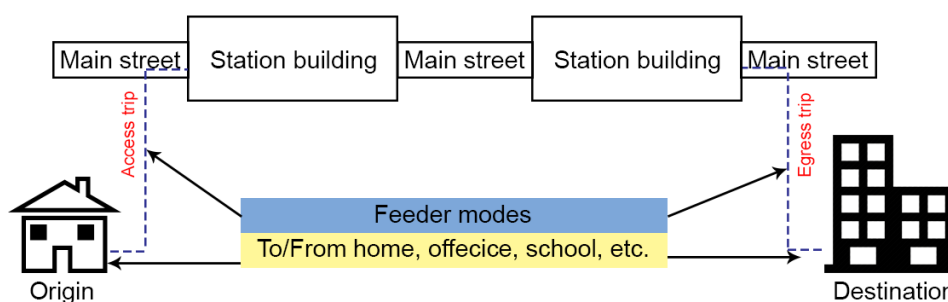 Main street
Station building
Main street
Station building
Main street
Access trip
Egress trip
Feeder modes
To/From home, offecice, school, etc.
Origin
Destination